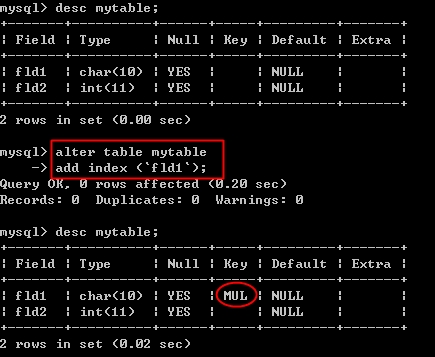 mysql> desc mytable;
+-------+----------+------+-----+---------+-------+
¦ Field ¦ Type     ¦ Null ¦ Key ¦ Default ¦ Extra ¦
+-------+----------+------+-----+---------+-------+
¦ fld1  ¦ char(10) ¦ YES  ¦     ¦ NULL    ¦       ¦
¦ fld2  ¦ int(11)  ¦ YES  ¦     ¦ NULL    ¦       ¦
+-------+----------+------+-----+---------+-------+
2 rows in set (0.00 sec)
mysql> alter table mytable
    -> add index (`fld1`);
Query OK, 0 rows affected (0.20 sec)
Records: 0  Duplicates: 0  Warnings: 0
mysql> desc mytable;
+-------+----------+------+-----+---------+-------+
¦ Field ¦ Type     ¦ Null ¦ Key ¦ Default ¦ Extra ¦
+-------+----------+------+-----+---------+-------+
¦ fld1  ¦ char(10) ¦ YES  ¦ MUL ¦ NULL    ¦       ¦
¦ fld2  ¦ int(11)  ¦ YES  ¦     ¦ NULL    ¦       ¦
+-------+----------+------+-----+---------+-------+
2 rows in set (0.02 sec)